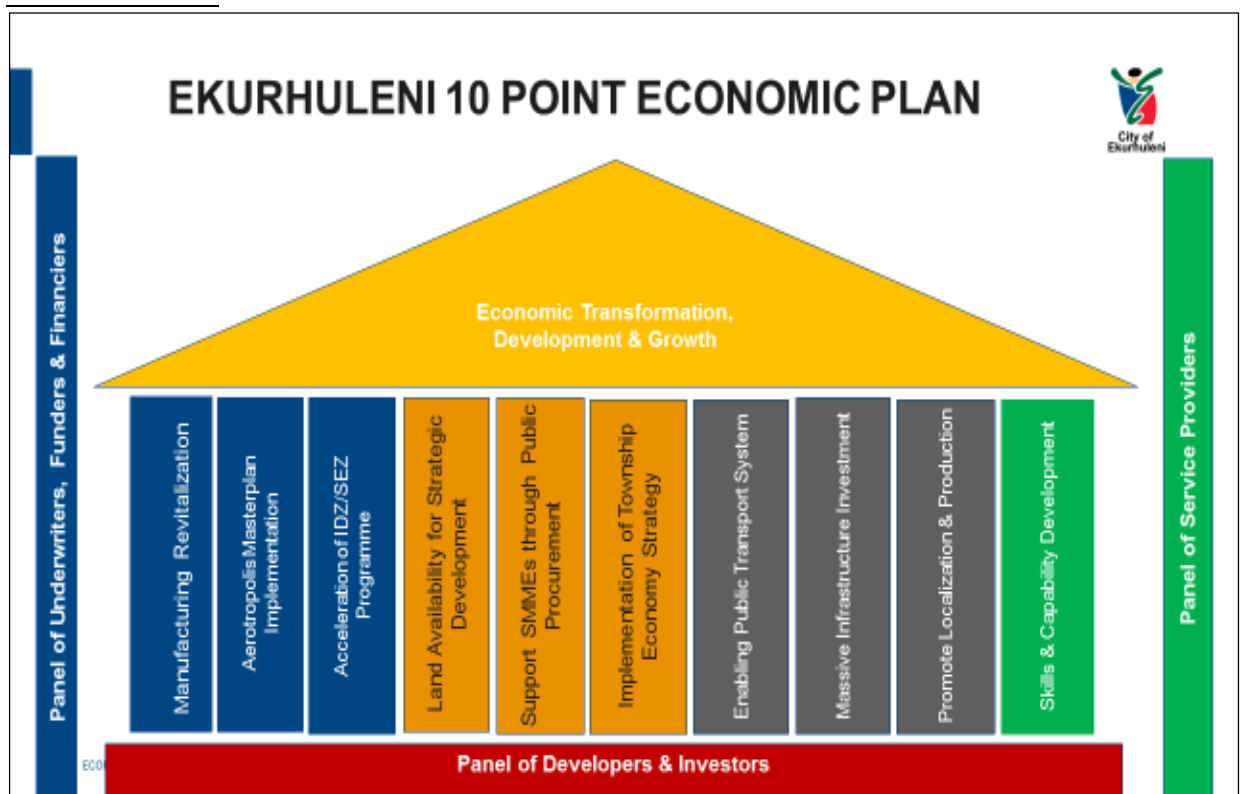 EKURHULENI 10 POINT ECONOMIC PLAN
City of
Ekurhuleni
Panel of Underwriters, Funders & Financiers
Economic Transformation,
Development & Growth
Manufacturing Revitalization
Aerotropolis Masterplan
Implementation
Acceleration of IDZ/SEZ
Programme
Land Availability for Strategic
Development
Support SMMEs through Public
Procurement
Implementation of Township
Economy Strategy
Enabling Public Transport System
Massive Infrastructure Investment
Promote Localization & Production
Skills & Capability Development
Panel of Service Providers
ECO
Panel of Developers & Investors